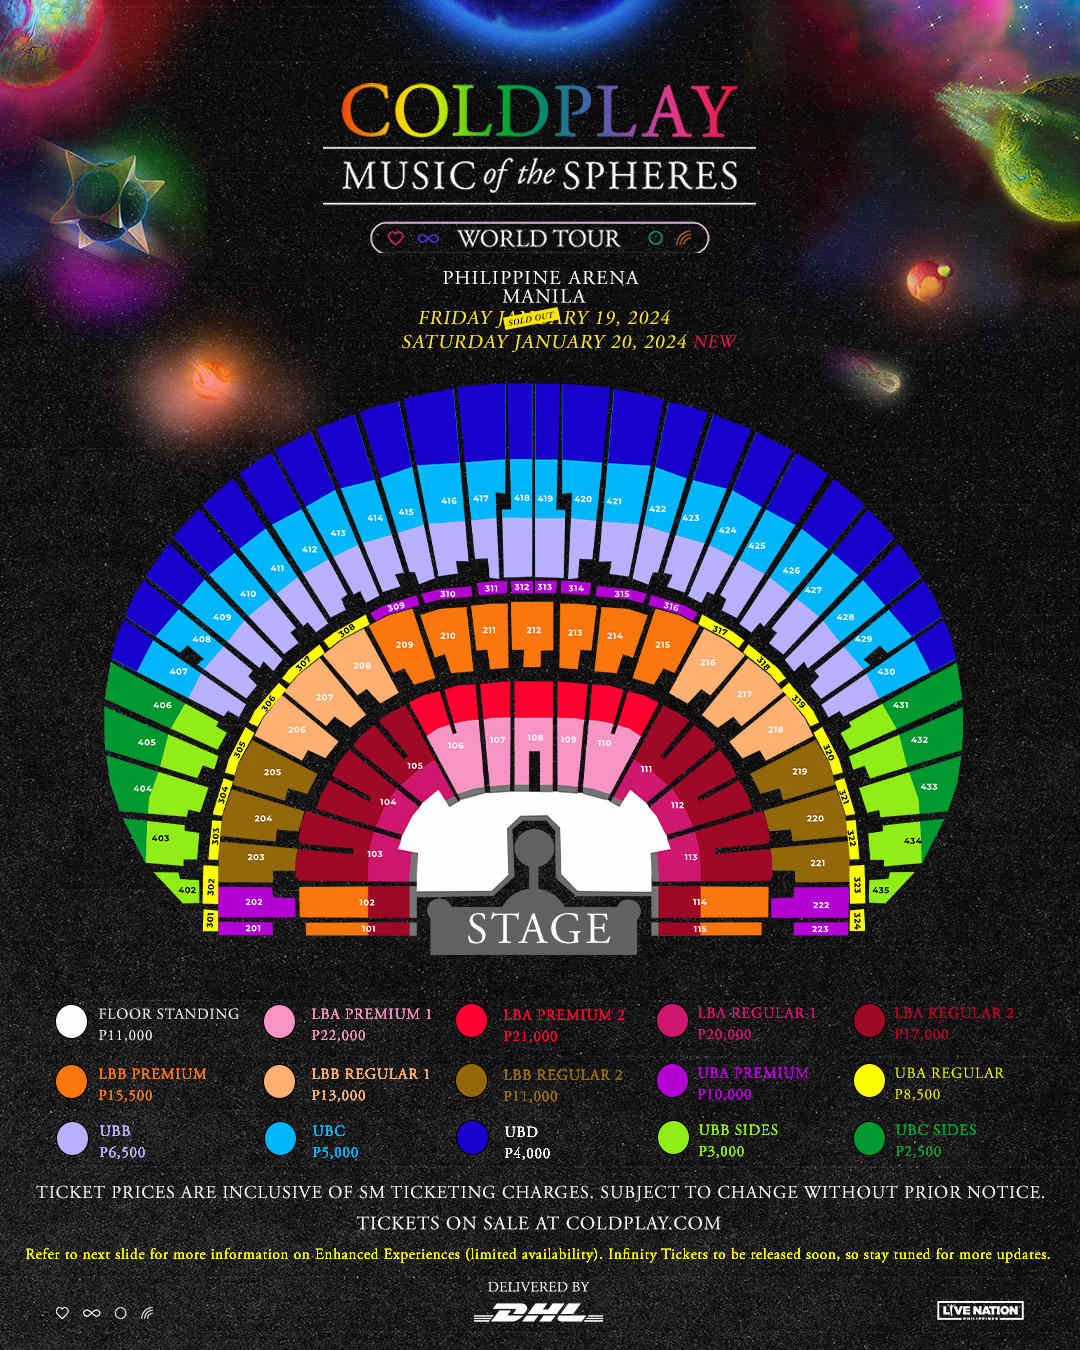 COLDPLAY
MUSIC of the SPHERES
WORLD TOUR
PHILIPPINE ARENA
MANILA
FRIDAY JANUARY 19, 2024
SOLD OUT
SATURDAY JANUARY 20, 2024 NEW
416 417 418 419 420 421
415 422
414 423
413 424
412 425
411 426
410 427
409 428
408 429
407 430
406 431
405 432
404 433
403 434
402 435
311 312 313 314
310 315
309 316
308 317
307 318
306 319
305 320
304 321
303 322
302 323
301 324
210 211 212 213 214
209 215
208 216
207 217
206 218
205 219
204 220
203 221
202 222
201 223
106 107 108 109 110
105 111
104 112
103 113
102 114
101 115
STAGE
FLOOR STANDING
P11,000
LBA PREMIUM 1
P22,000
LBA PREMIUM 2
P21,000
LBA REGULAR 1
P20,000
LBA REGULAR 2
P17,000
LBB PREMIUM
P15,500
LBB REGULAR 1
P13,000
LBB REGULAR 2
P11,000
UBA PREMIUM
P10,000
UBA REGULAR
P8,500
UBB
P6,500
UBC
P5,000
UBD
P4,000
UBB SIDES
P3,000
UBC SIDES
P2,500
TICKET PRICES ARE INCLUSIVE OF SM TICKETING CHARGES. SUBJECT TO CHANGE WITHOUT PRIOR NOTICE.
TICKETS ON SALE AT COLDPLAY.COM
Refer to next slide for more information on Enhanced Experiences (limited availability). Infinity Tickets to be released soon, so stay tuned for more updates.
DELIVERED BY
DHL
LIVE NATION
PHILIPPINES